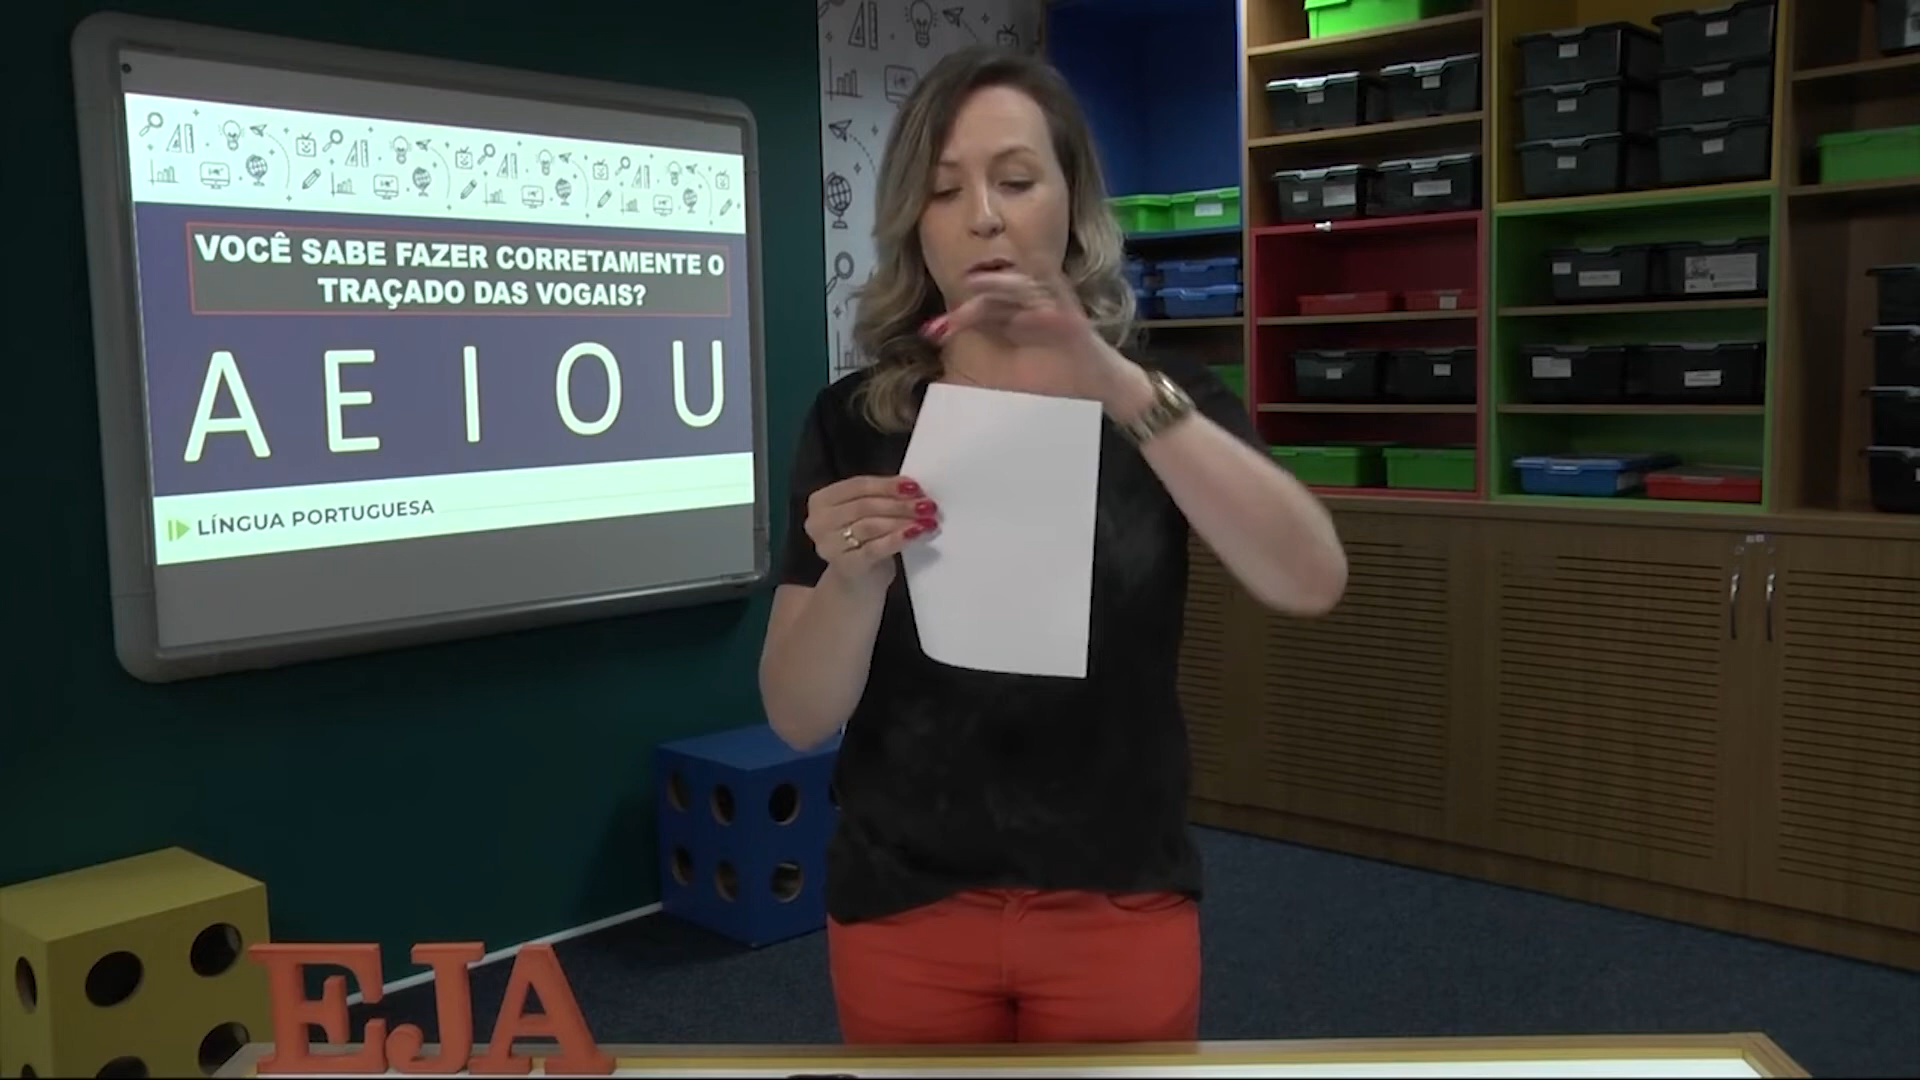 VOCÊ SABE FAZER CORRETAMENTE O
TRAÇADO DAS VOGAIS?
A E I O U
LÍNGUA PORTUGUESA
EJA